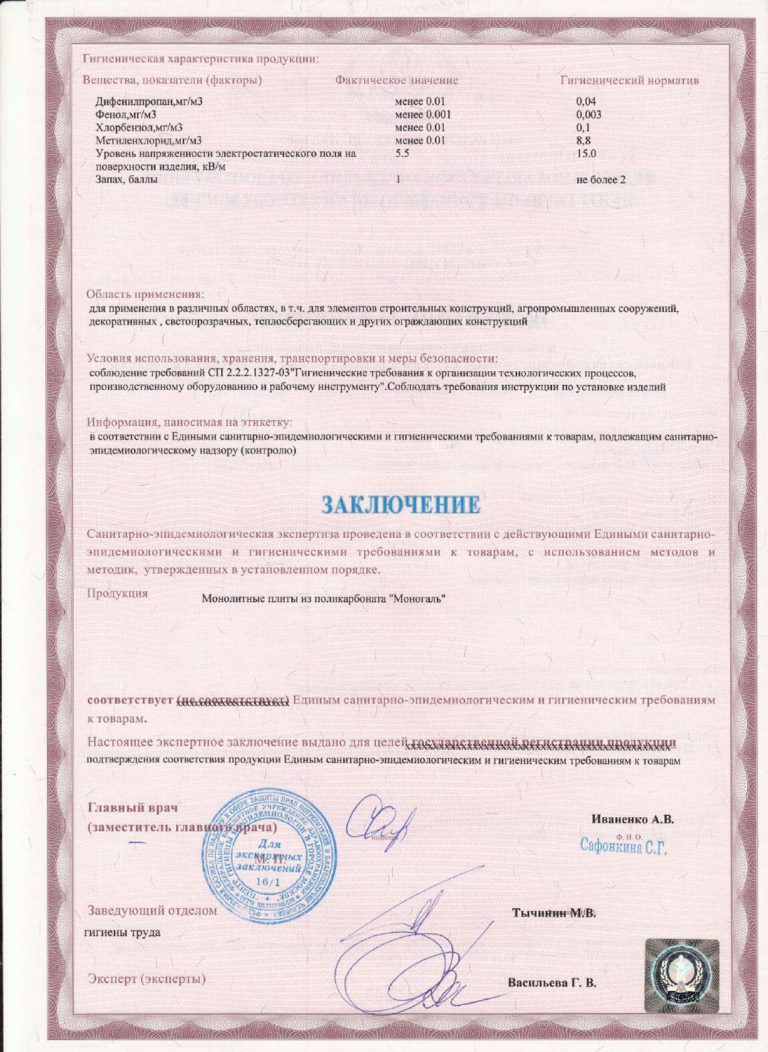 Гигиеническая характеристика продукции:
Вещества, показатели (факторы) Фактическое значение Гигиенический норматив
Дифенилпропан,мг/м3 менее 0.01 0,04
Фенол,мг/м3 менее 0.001 0,003
Хлорбензол,мг/м3 менее 0.01 0,1
Метиленхлорид,мг/м3 менее 0.01 8,8
Уровень напряженности электростатического поля на 5.5 15.0
поверхности изделия, кВ/м
Запах, баллы 1 не более 2
Область применения:
для применения в различных областях, в т.ч. для элементов строительных конструкций, агропромышленных сооружений,
декоративных , светопрозрачных, теплосберегающих и других ограждающих конструкций
Условия использования, хранения, транспортировки и меры безопасности:
соблюдение требований СП 2.2.2.1327-03"Гигиенические требования к организации технологических процессов,
производственному оборудованию и рабочему инструменту".Соблюдать требования инструкции по установке изделий
Информация, наносимая на этикетку:
в соответствии с Едиными санитарно-эпидемиологическими и гигиеническими требованиями к товарам, подлежащим санитарно-
эпидемиологическому надзору (контролю)
ЗАКЛЮЧЕНИЕ
Санитарно-эпидемиологическая экспертиза проведена в соответствии с действующими Едиными санитарно-
эпидемиологическими и гигиеническими требованиями к товарам, с использованием методов и
методик, утвержденных в установленном порядке.
Продукция Монолитные плиты из поликарбоната "Моногаль"
соответствует (не соответствует) Единым санитарно-эпидемиологическим и гигиеническим требованиям
к товарам.
Настоящее экспертное заключение выдано для целей государственной регистрации продукции
подтверждения соответствия продукции Единым санитарно-эпидемиологическим и гигиеническим требованиям к товарам
Главный врач
(заместитель главного врача)
Иваненко А.В.
Ф. И. О.
Сафонкина С.Г.
подпись
Для
экспертных
заключений
М. П.
16/1
Заведующий отделом Тычинин М.В.
гигиены труда
Эксперт (эксперты) Васильева Г. В.